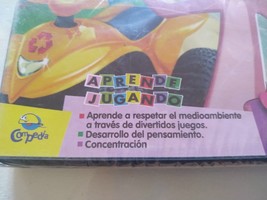 APRENDE
JUGANDO
Aprende a respetar el medioambiente
a través de divertidos juegos.
Desarrollo del pensamiento.
Concentración
Compedia